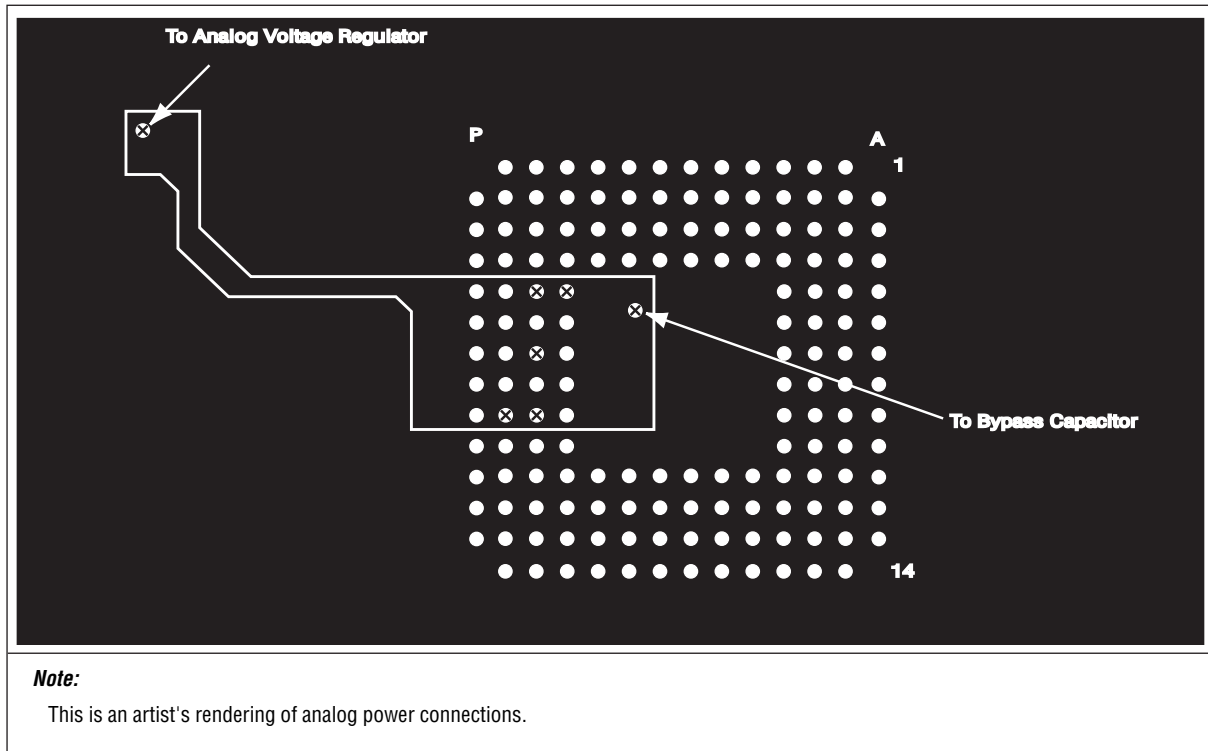 To Analog Voltage Regulator
P
A
1
To Bypass Capacitor
14
Note:
This is an artist's rendering of analog power connections.